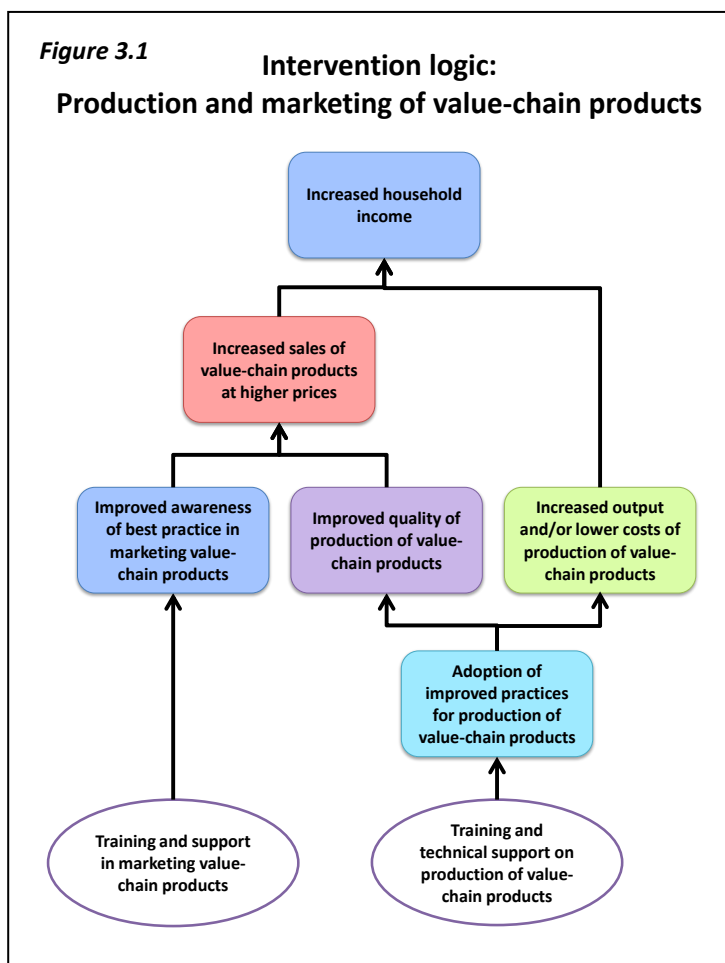 Figure 3.1
Intervention logic:
Production and marketing of value-chain products
Increased household
income
Increased sales of
value-chain products
at higher prices
Improved awareness
of best practice in
marketing value-
chain products
Improved quality of
production of value-
chain products
Increased output
and/or lower costs of
production of value-
chain products
Adoption of
improved practices
for production of
value-chain products
Training and support
in marketing value-
chain products
Training and
technical support on
production of value-
chain products